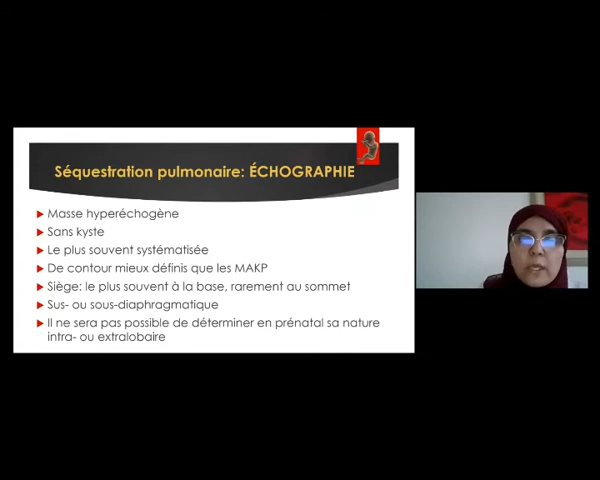 Séquestration pulmonaire: ÉCHOGRAPHIE
Masse hyperéchogène
Sans kyste
Le plus souvent systématisée
De contour mieux définis que les MAKP
Siège: le plus souvent à la base, rarement au sommet
Sus- ou sous-diaphragmatique
Il ne sera pas possible de déterminer en prénatal sa nature
intra- ou extralobaire